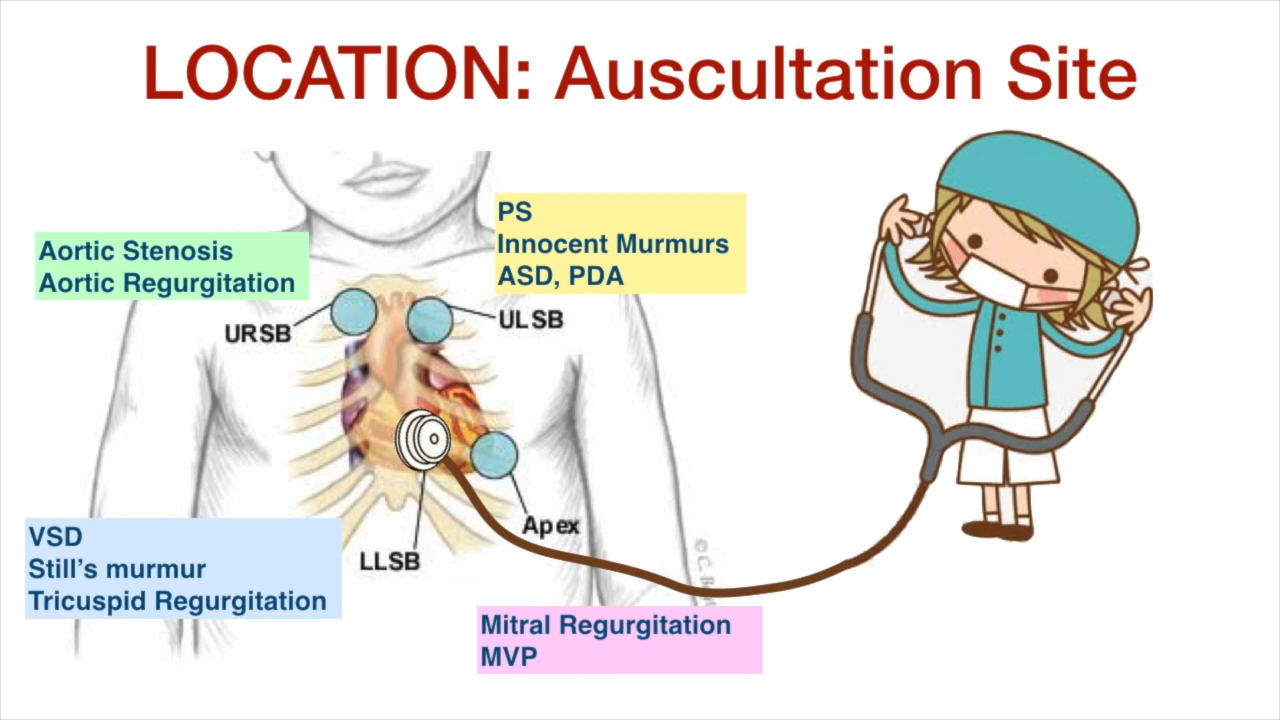 LOCATION: Auscultation Site
PS
Innocent Murmurs
ASD, PDA
Aortic Stenosis
Aortic Regurgitation
URSB
ULSB
Apex
LLSB
VSD
Still's murmur
Tricuspid Regurgitation
Mitral Regurgitation
MVP